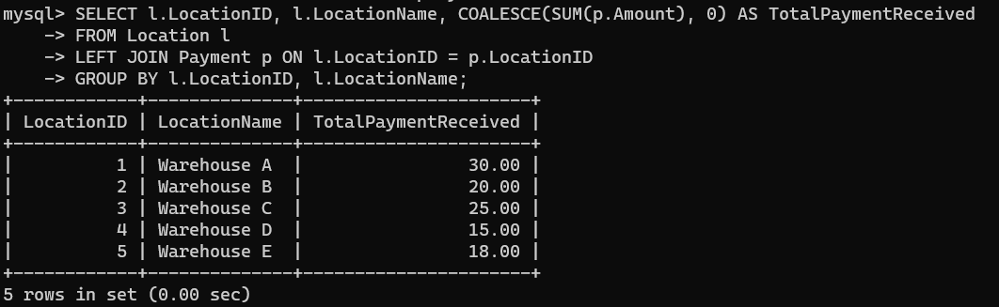 mysql> SELECT l.LocationID, l.LocationName, COALESCE(SUM(p.Amount), 0) AS TotalPaymentReceived
    -> FROM Location l
    -> LEFT JOIN Payment p ON l.LocationID = p.LocationID
    -> GROUP BY l.LocationID, l.LocationName;
+------------+--------------+----------------------+
| LocationID | LocationName | TotalPaymentReceived |
+------------+--------------+----------------------+
|          1 | Warehouse A  |                30.00 |
|          2 | Warehouse B  |                20.00 |
|          3 | Warehouse C  |                25.00 |
|          4 | Warehouse D  |                15.00 |
|          5 | Warehouse E  |                18.00 |
+------------+--------------+----------------------+
5 rows in set (0.00 sec)